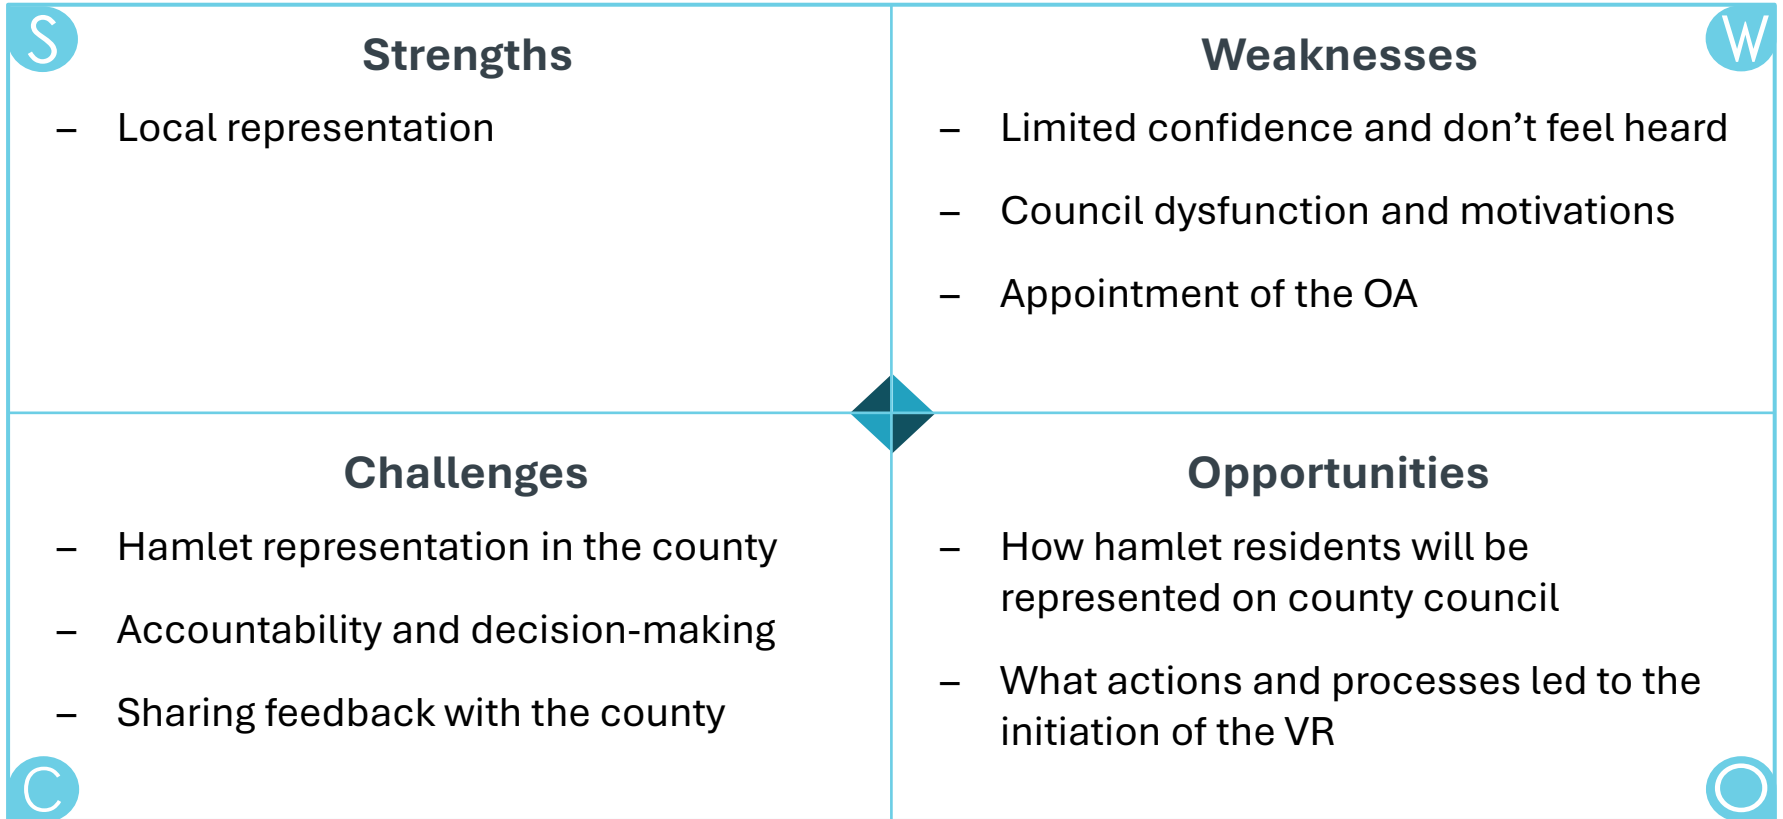 S
Strengths
– Local representation
W
Weaknesses
– Limited confidence and don’t feel heard
– Council dysfunction and motivations
– Appointment of the OA
Challenges
– Hamlet representation in the county
– Accountability and decision-making
– Sharing feedback with the county
C
Opportunities
– How hamlet residents will be
represented on county council
– What actions and processes led to the
initiation of the VR
O